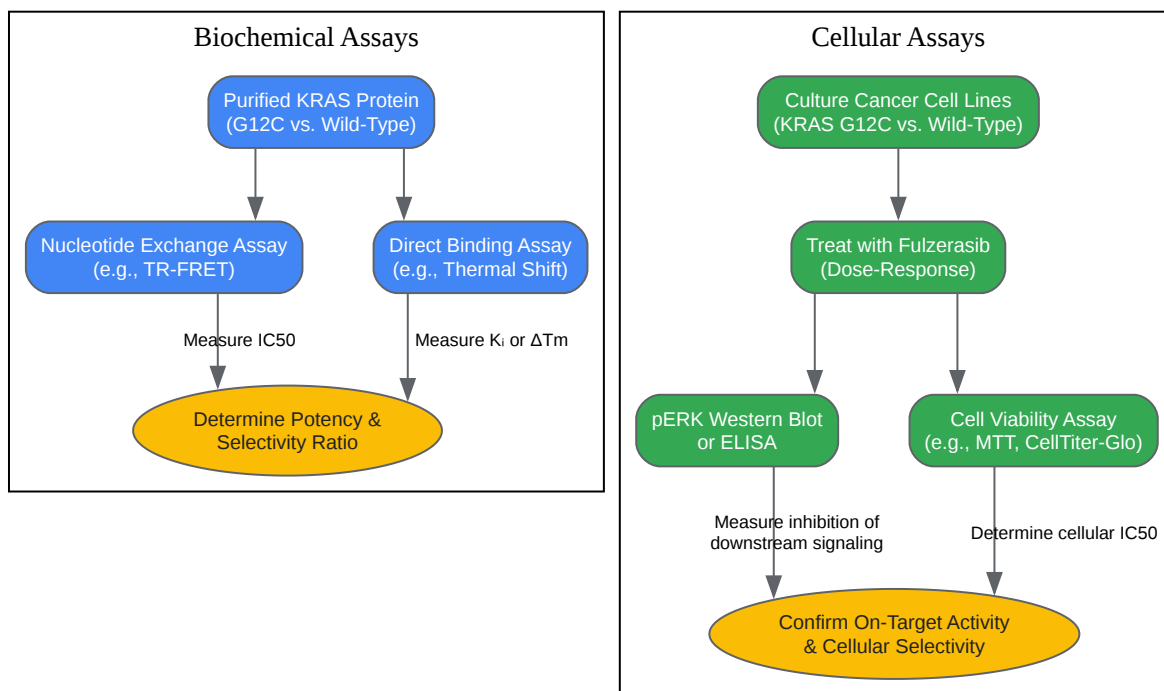 Biochemical Assays
Purified KRAS Protein
(G12C vs. Wild-Type)
Nucleotide Exchange Assay
(e.g., TR-FRET)
Direct Binding Assay
(e.g., Thermal Shift)
Measure IC50
Measure Kᵢ or ΔTm
Determine Potency &
Selectivity Ratio
Cellular Assays
Culture Cancer Cell Lines
(KRAS G12C vs. Wild-Type)
Treat with Fulzerasib
(Dose-Response)
pERK Western Blot
or ELISA
Cell Viability Assay
(e.g., MTT, CellTiter-Glo)
Measure inhibition of
downstream signaling
Determine cellular IC50
Confirm On-Target Activity
& Cellular Selectivity